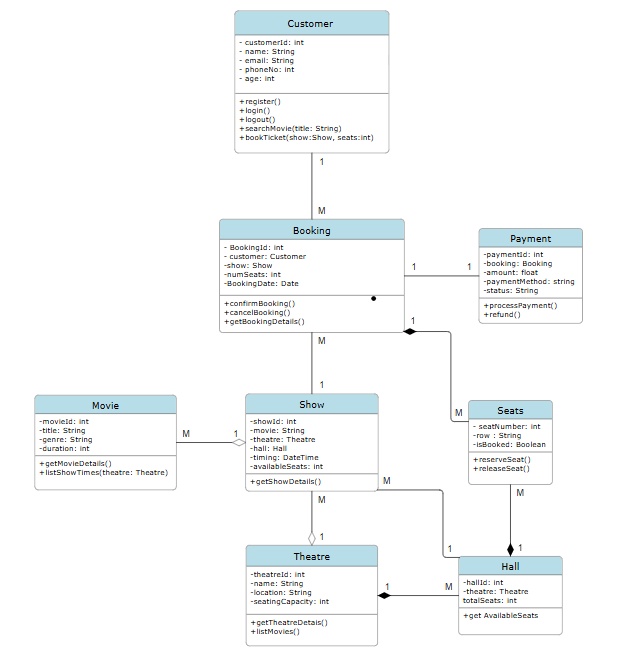 Customer
- customerId: int
- name: String
- email: String
- phoneNo: int
- age: int
+register()
+login()
+logout()
+searchMovie(title: String)
+bookTicket(show:Show, seats:int)
1
M
Booking
- BookingId: int
- customer: Customer
-show: Show
-numSeats: int
-BookingDate: Date
+confirmBooking()
+cancelBooking()
+getBookingDetails()
1
1
Payment
-paymentId: int
-booking: Booking
-amount: float
-paymentMethod: string
-status: String
+processPayment()
+refund()
1
M
M
1
Movie
-movieId: int
-title: String
-genre: String
-duration: int
+getMovieDetails()
+listShowTimes(theatre: Theatre)
M
1
Show
-showId: int
-movie: String
-theatre: Theatre
-hall: Hall
-timing: DateTime
-availableSeats: int
+getShowDetails()
Seats
- seatNumber: int
-row : String
-isBooked: Boolean
+reserveSeat()
+releaseSeat()
M
M
M
1
1
1
Theatre
-theatreId: int
-name: String
-location: String
-seatingCapacity: int
+getTheatreDetais()
+listMovies()
1
M
Hall
-hallId: int
-theatre: Theatre
totalSeats: int
+get AvailableSeats